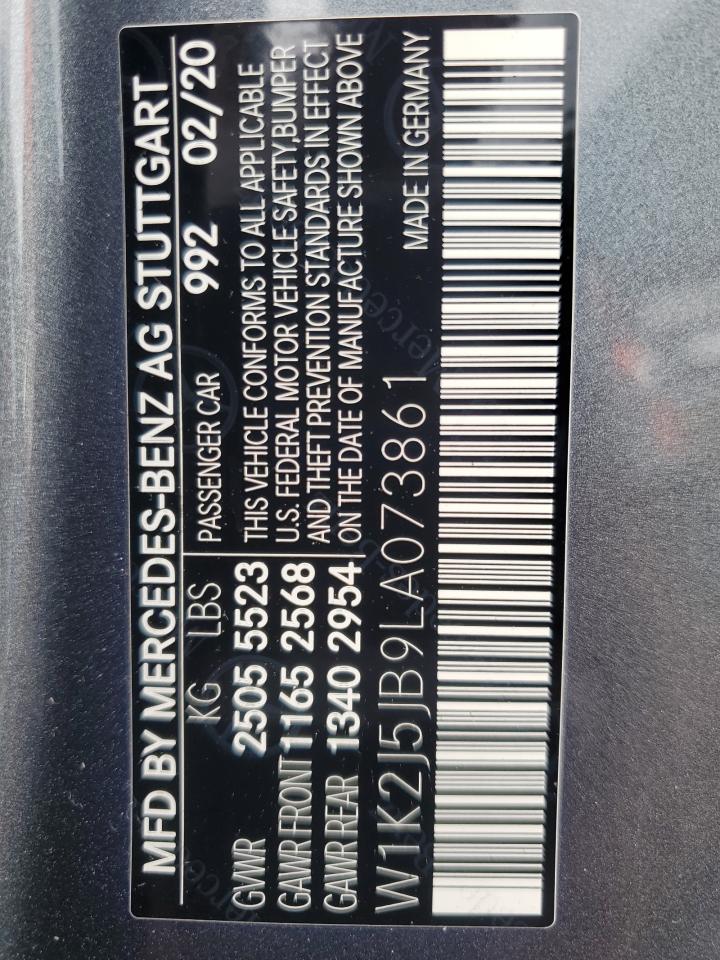 MFD BY MERCEDES-BENZ AG STUTTGART
KG LBS PASSENGER CAR 992 02/20
GVWR 2505 5523
GAWR FRONT 1165 2568
GAWR REAR 1340 2954
THIS VEHICLE CONFORMS TO ALL APPLICABLE
U.S. FEDERAL MOTOR VEHICLE SAFETY,BUMPER
AND THEFT PREVENTION STANDARDS IN EFFECT
ON THE DATE OF MANUFACTURE SHOWN ABOVE
W1K2J5JB9LA073861 MADE IN GERMANY